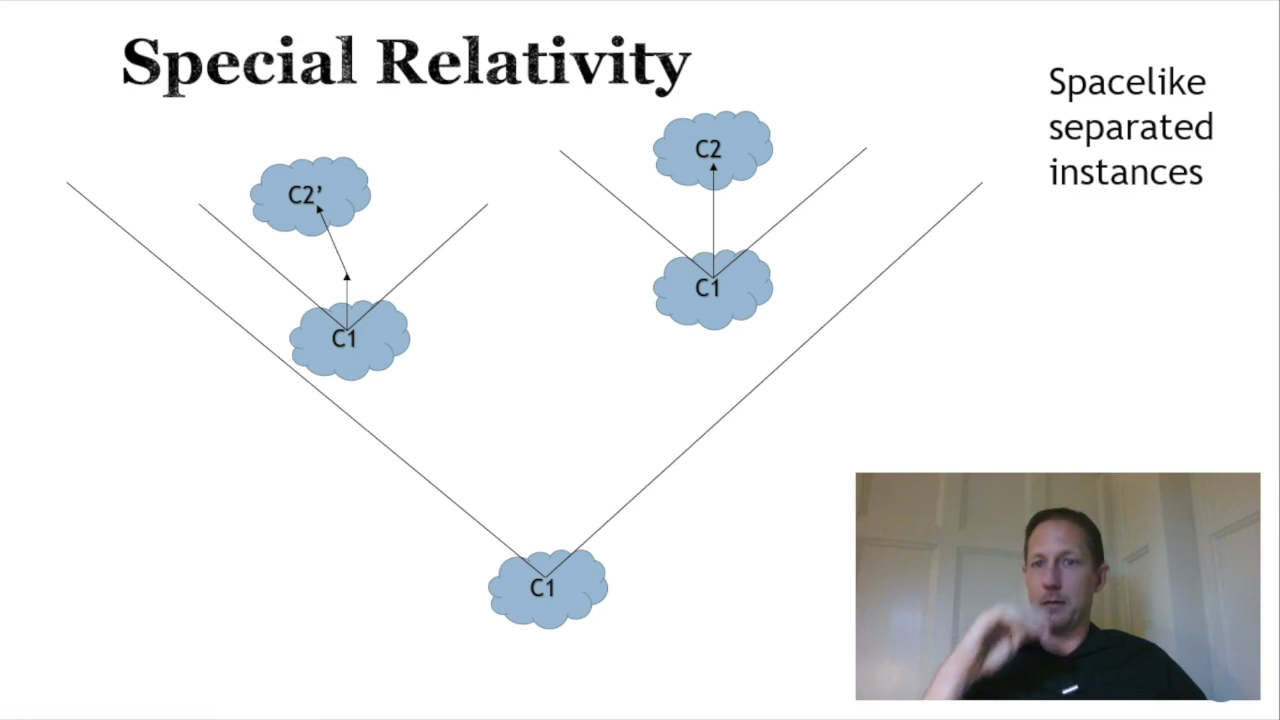 Special Relativity
Spacelike
separated
instances
C2
C2’
C1
C1
C1